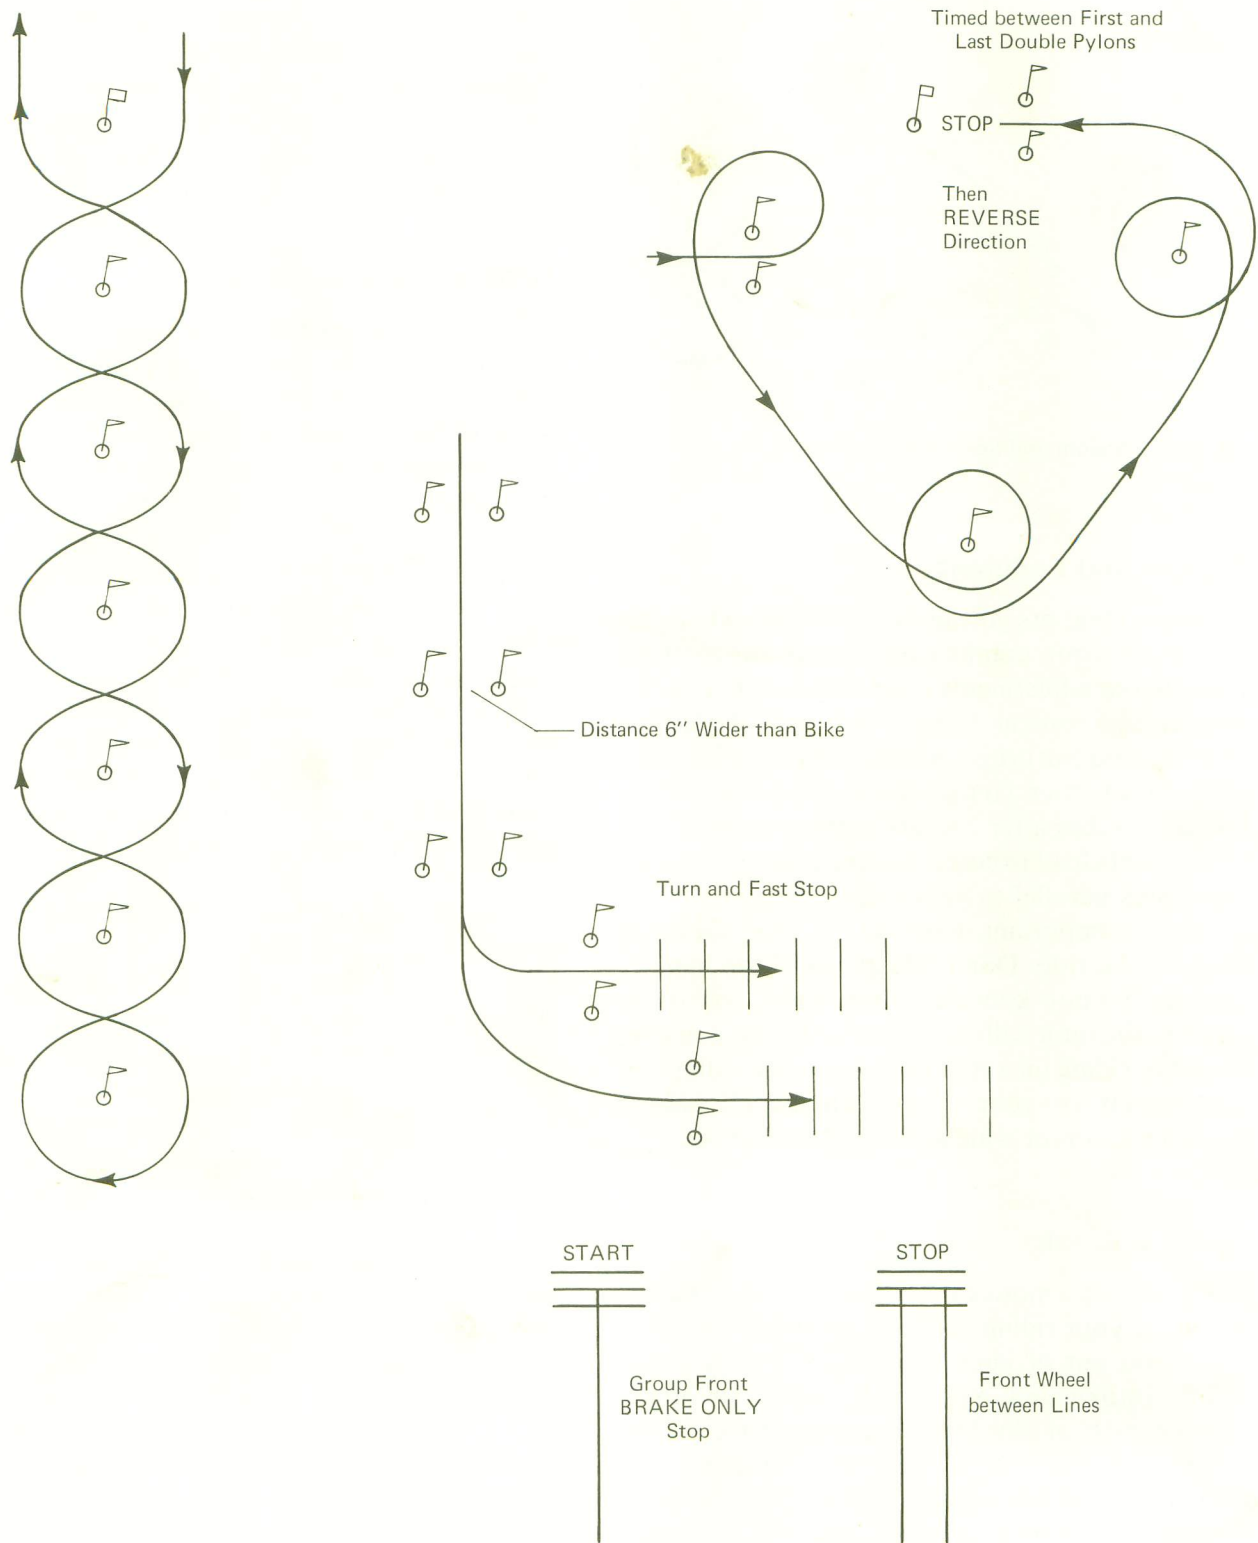 Timed between First and
Last Double Pylons
STOP
Then
REVERSE
Direction
Distance 6″ Wider than Bike
Turn and Fast Stop
START
Group Front
BRAKE ONLY
Stop
STOP
Front Wheel
between Lines